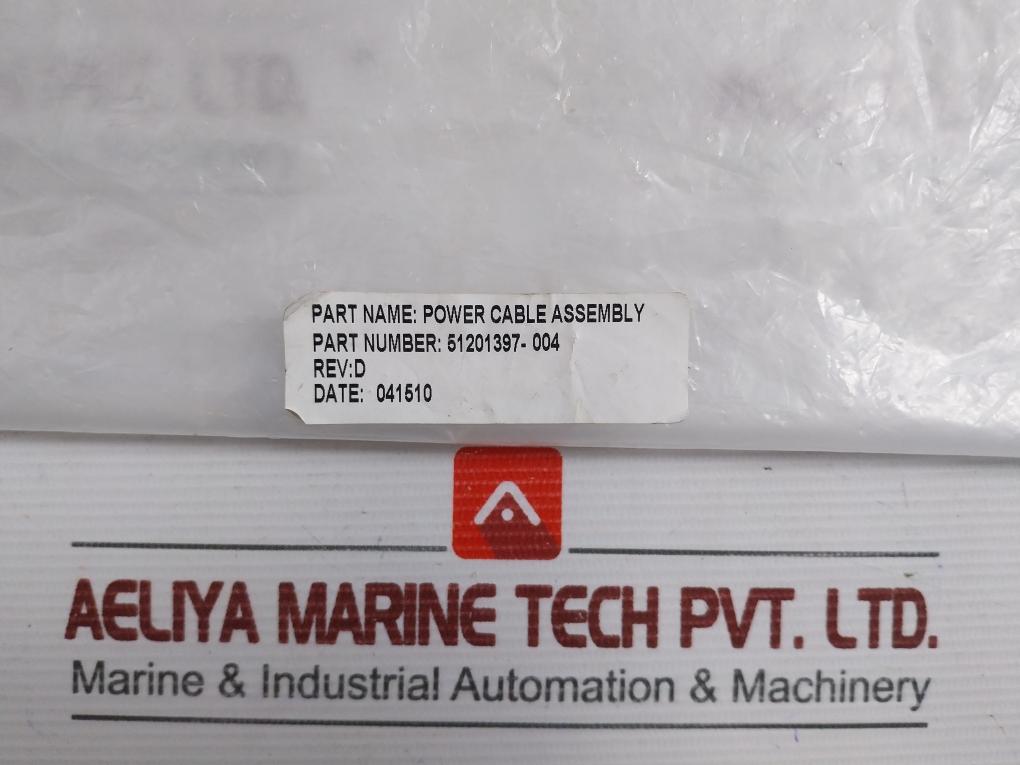 PART NAME: POWER CABLE ASSEMBLY
PART NUMBER: 51201397- 004
REV:D
DATE: 041510
AELIYA MARINE TECH PVT. LTD.
Marine & Industrial Automation & Machinery